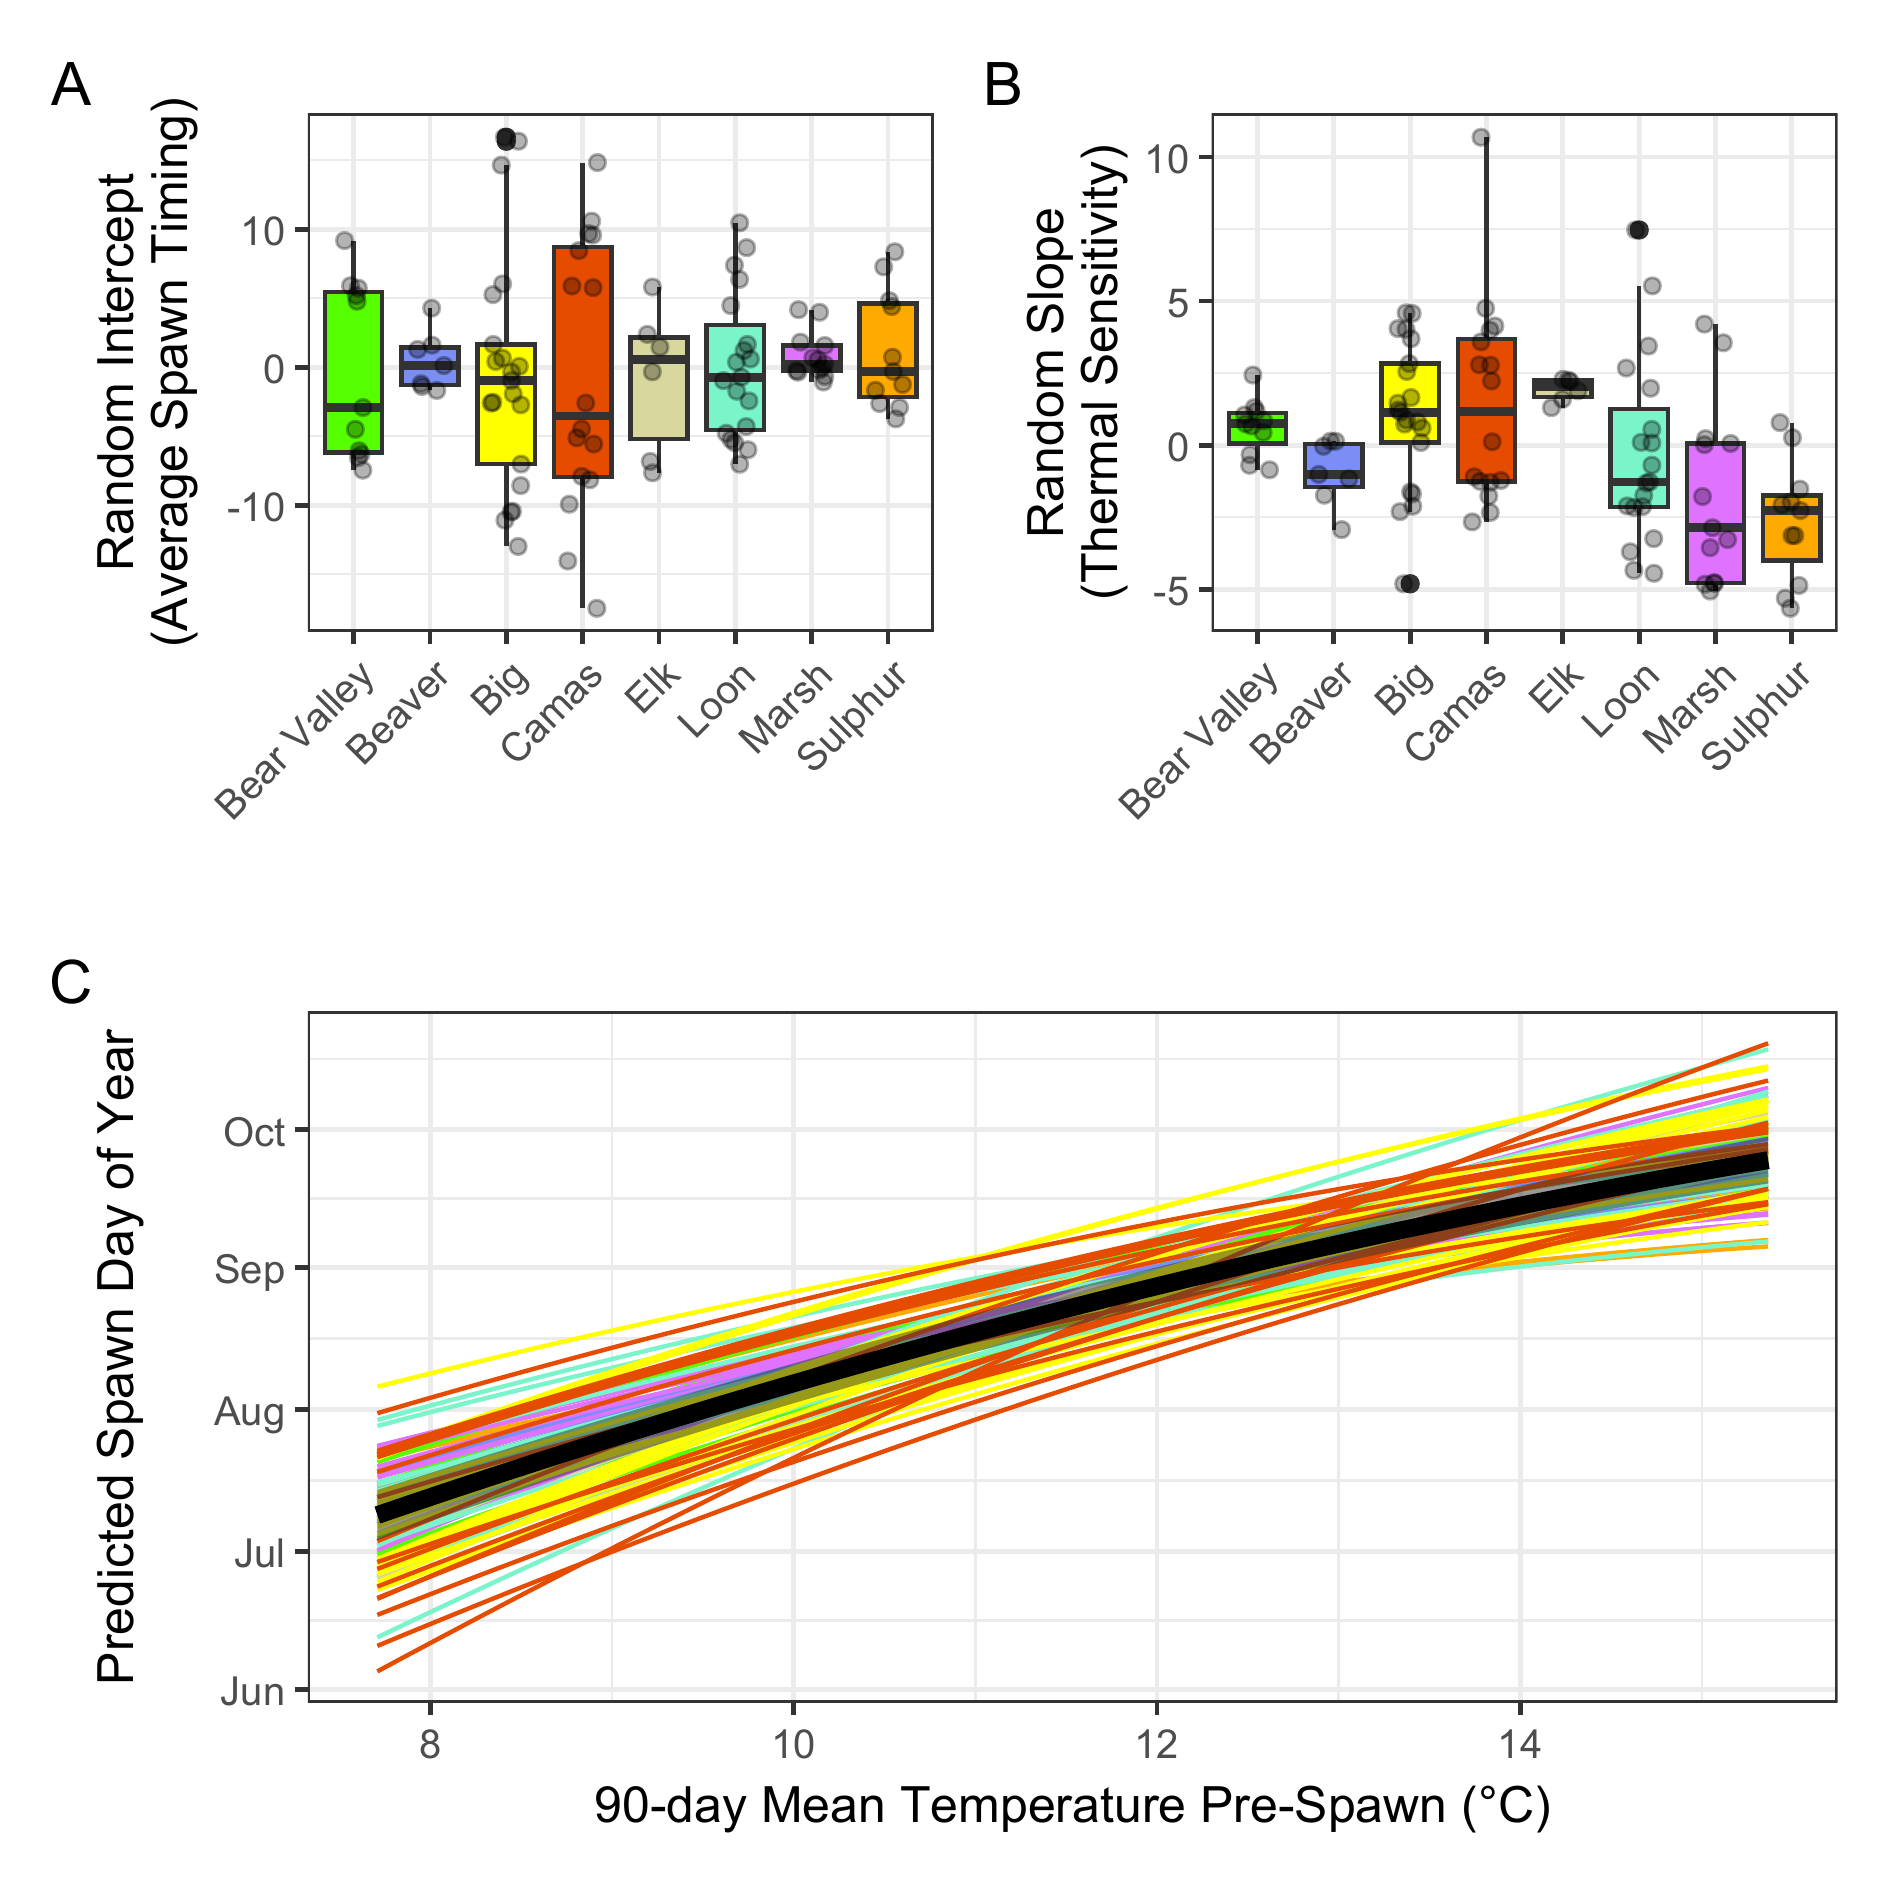 A
B
Random Intercept
(Average Spawn Timing)
10
0
-10
Bear Valley
Beaver
Big
Camas
Elk
Loon
Marsh
Sulphur
Random Slope
(Thermal Sensitivity)
10
5
0
-5
Bear Valley
Beaver
Big
Camas
Elk
Loon
Marsh
Sulphur
C
Predicted Spawn Day of Year
Oct
Sep
Aug
Jul
Jun
8
10
12
14
90-day Mean Temperature Pre-Spawn (°C)